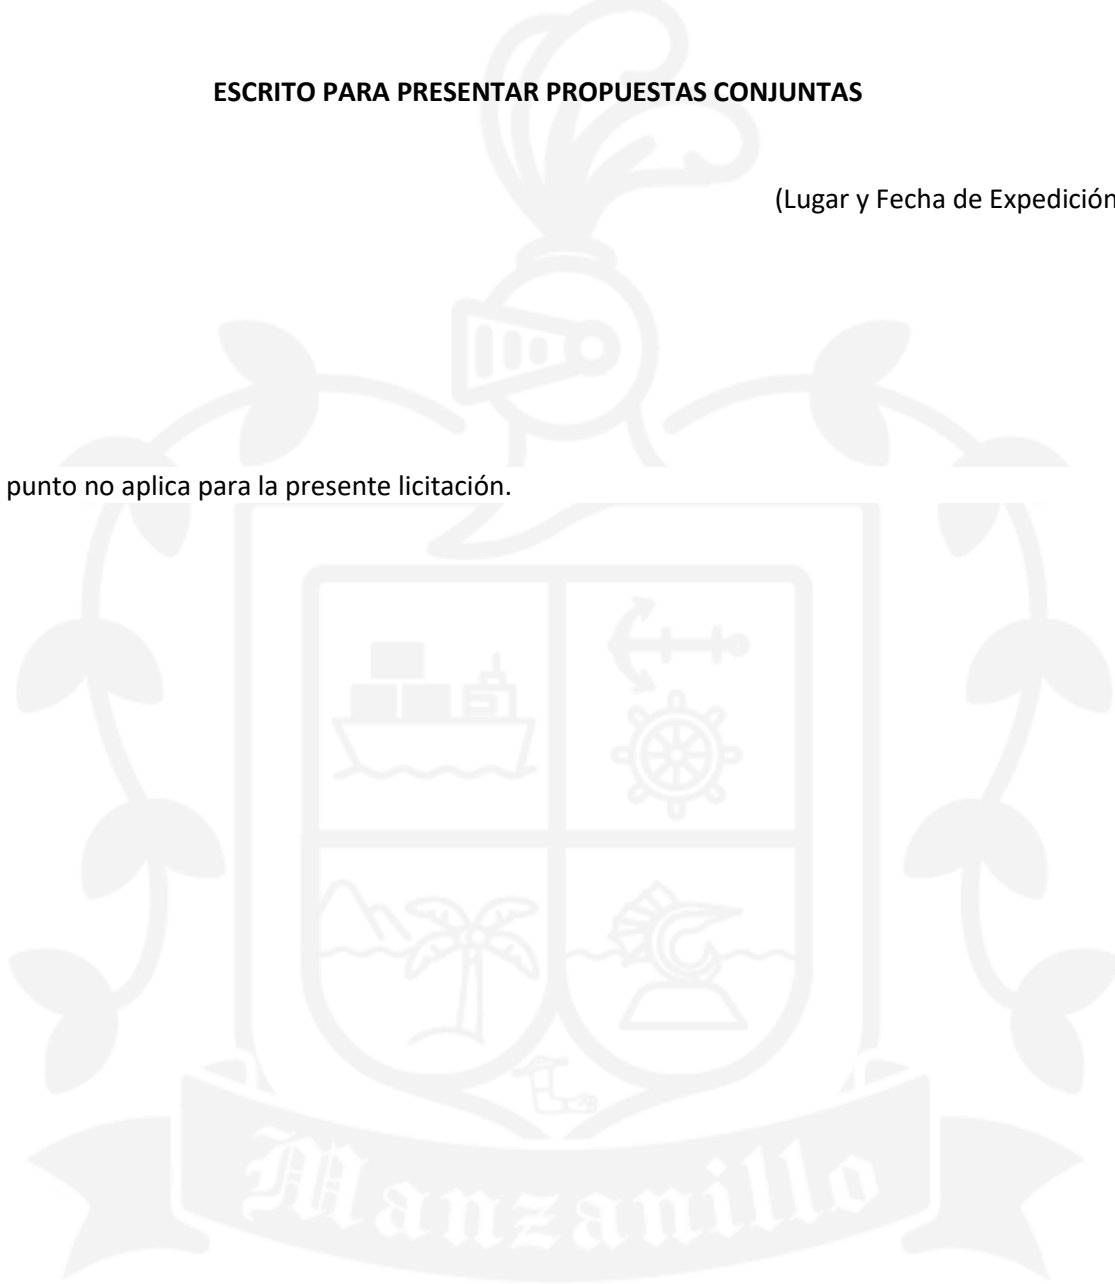 ESCRITO PARA PRESENTAR PROPUESTAS CONJUNTAS
(Lugar y Fecha de Expedición
punto no aplica para la presente licitación.
Manzanillo